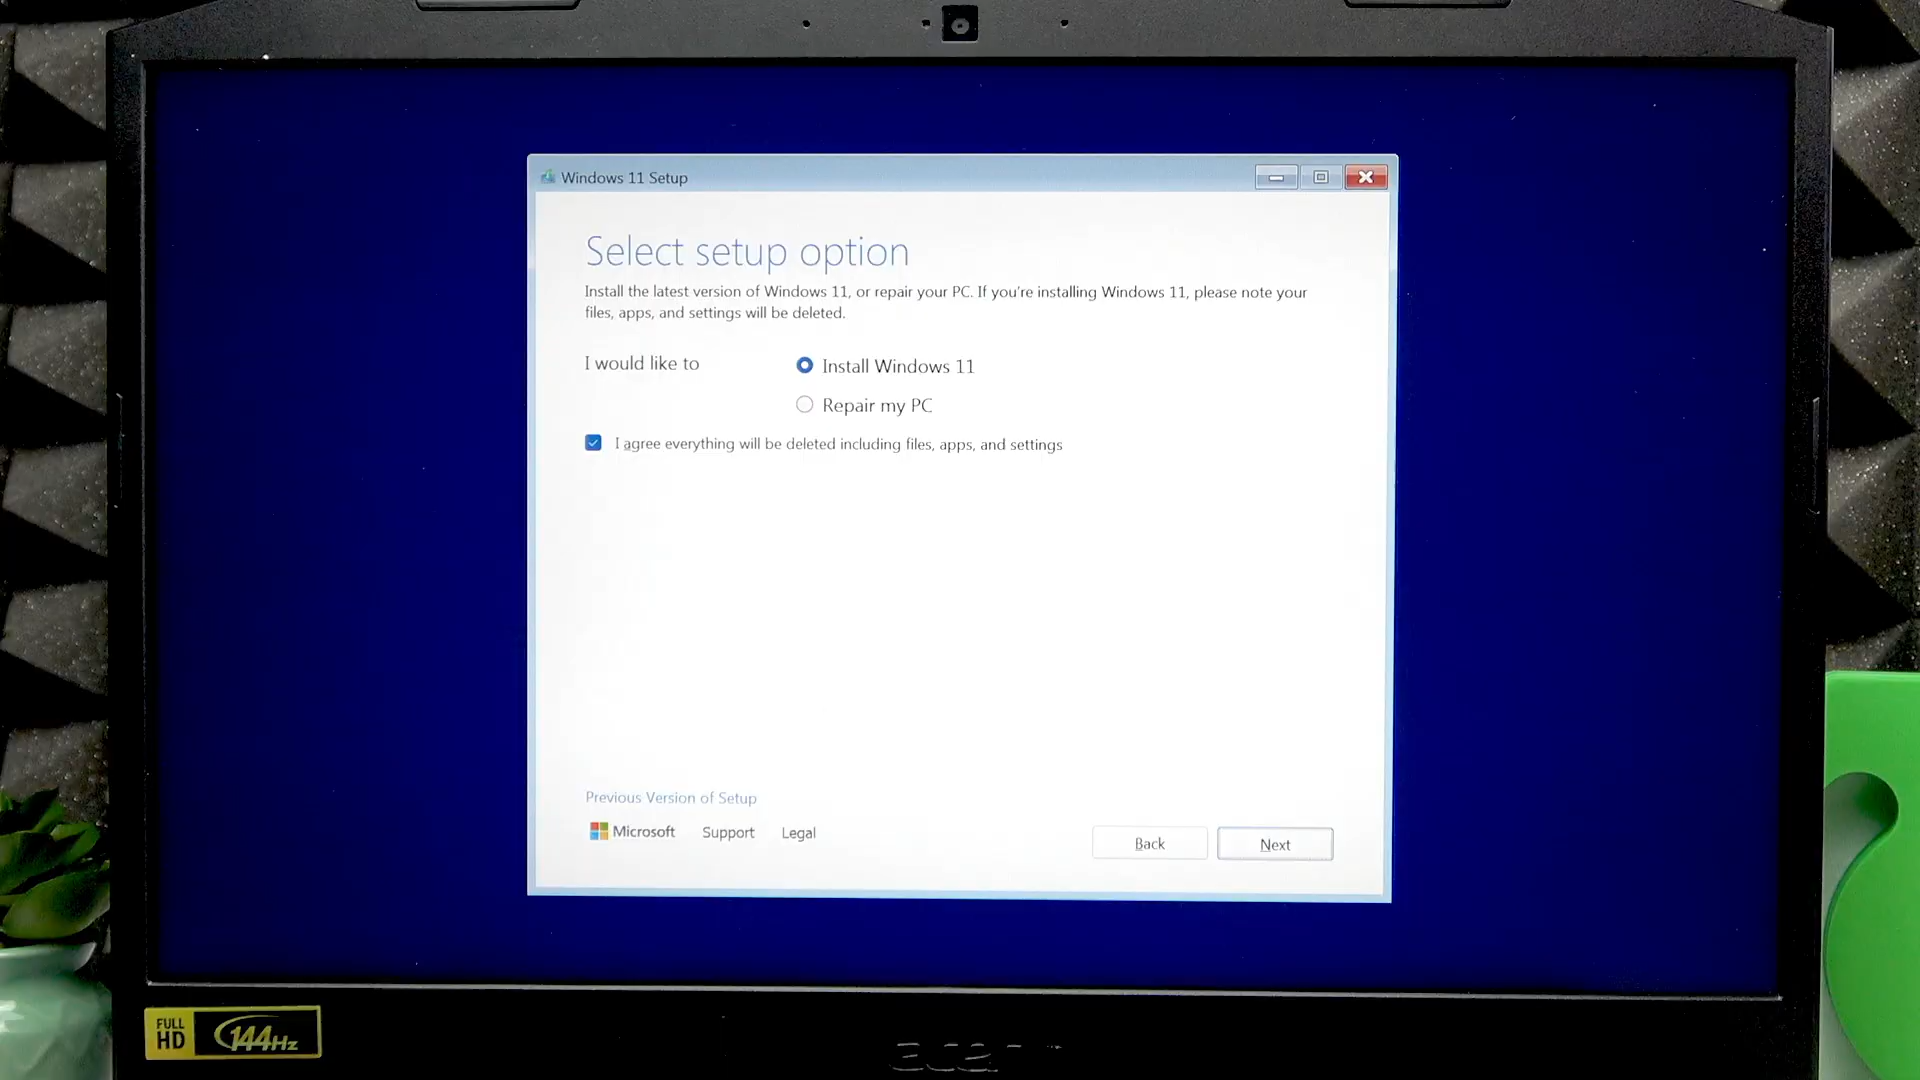 Windows 11 Setup
Select setup option
Install the latest version of Windows 11, or repair your PC. If you're installing Windows 11, please note your
files, apps, and settings will be deleted.
I would like to
Install Windows 11
Repair my PC
I agree everything will be deleted including files, apps, and settings
Previous Version of Setup
Microsoft Support Legal
Back Next
FULL HD 144Hz
acer